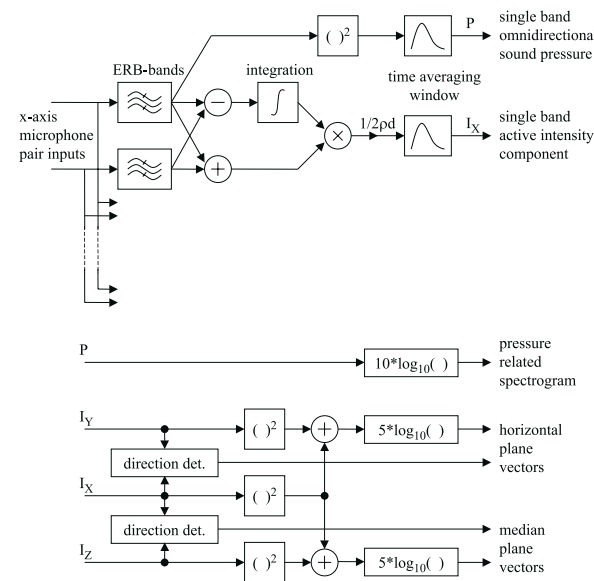 single band
omnidirectiona
sound pressure
P
( )²
ERB-bands
integration
time averaging
window
x-axis
microphone
pair inputs
−
∫
×
1/2ρd
I_X
single band
active intensity
component
+
P
10*log₁₀( )
pressure
related
spectrogram
I_Y
( )²
+
5*log₁₀( )
horizontal
plane
vectors
direction det.
I_X
( )²
direction det.
median
plane
vectors
I_Z
( )²
+
5*log₁₀( )